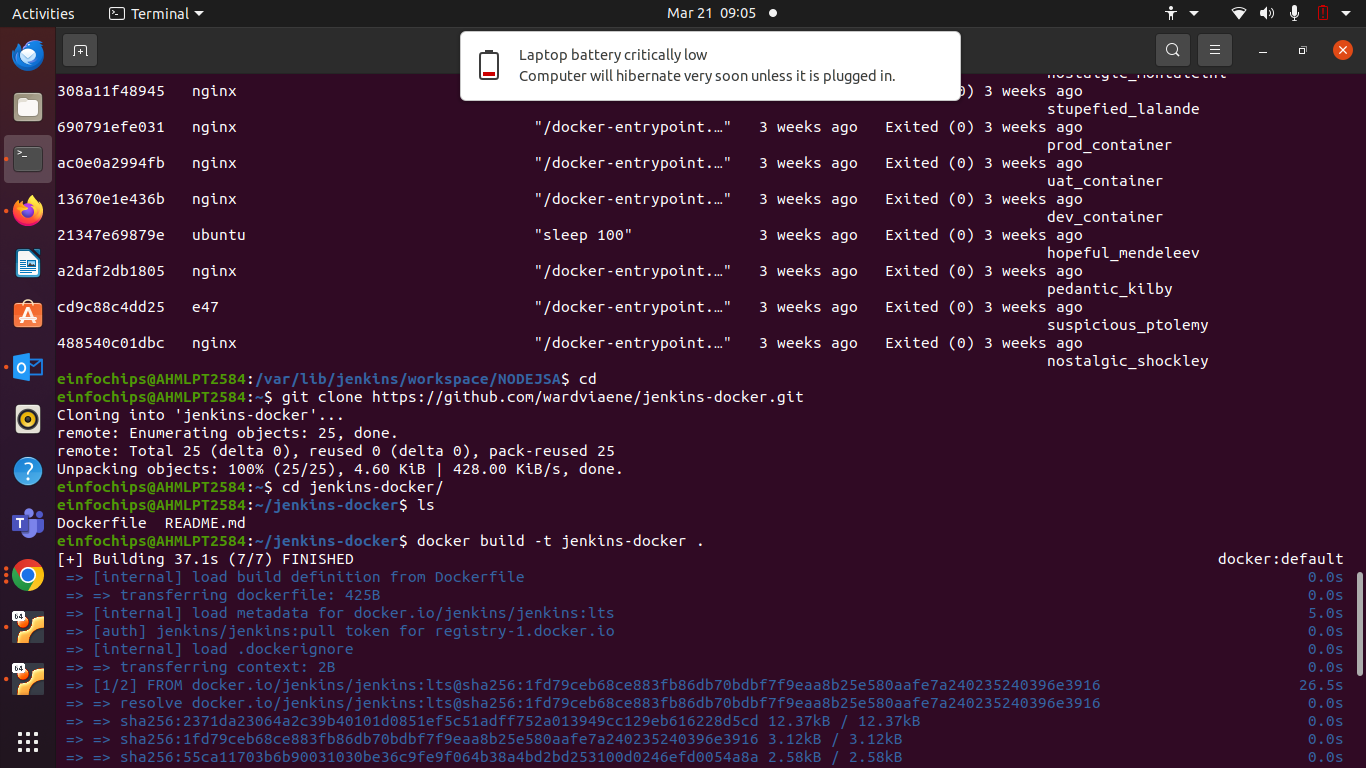 Activities Terminal Mar 21 09:05
Laptop battery critically low
Computer will hibernate very soon unless it is plugged in.
308a11f48945 nginx 0) 3 weeks ago
stupefied_lalande
690791efe031 nginx "/docker-entrypoint.…" 3 weeks ago Exited (0) 3 weeks ago
prod_container
ac0e0a2994fb nginx "/docker-entrypoint.…" 3 weeks ago Exited (0) 3 weeks ago
uat_container
13670e1e436b nginx "/docker-entrypoint.…" 3 weeks ago Exited (0) 3 weeks ago
dev_container
21347e69879e ubuntu "sleep 100" 3 weeks ago Exited (0) 3 weeks ago
hopeful_mendeleev
a2daf2db1805 nginx "/docker-entrypoint.…" 3 weeks ago Exited (0) 3 weeks ago
pedantic_kilby
cd9c88c4dd25 e47 "/docker-entrypoint.…" 3 weeks ago Exited (0) 3 weeks ago
suspicious_ptolemy
488540c01dbc nginx "/docker-entrypoint.…" 3 weeks ago Exited (0) 3 weeks ago
nostalgic_shockley
einfochips@AHMLPT2584:/var/lib/jenkins/workspace/NODEJSA$ cd
einfochips@AHMLPT2584:~$ git clone https://github.com/wardviaene/jenkins-docker.git
Cloning into 'jenkins-docker'...
remote: Enumerating objects: 25, done.
remote: Total 25 (delta 0), reused 0 (delta 0), pack-reused 25
Unpacking objects: 100% (25/25), 4.60 KiB | 428.00 KiB/s, done.
einfochips@AHMLPT2584:~$ cd jenkins-docker/
einfochips@AHMLPT2584:~/jenkins-docker$ ls
Dockerfile README.md
einfochips@AHMLPT2584:~/jenkins-docker$ docker build -t jenkins-docker .
[+] Building 37.1s (7/7) FINISHED docker:default
=> [internal] load build definition from Dockerfile 0.0s
=> => transferring dockerfile: 425B 0.0s
=> [internal] load metadata for docker.io/jenkins/jenkins:lts 5.0s
=> [auth] jenkins/jenkins:pull token for registry-1.docker.io 0.0s
=> [internal] load .dockerignore 0.0s
=> => transferring context: 2B 0.0s
=> [1/2] FROM docker.io/jenkins/jenkins:lts@sha256:1fd79ceb68ce883fb86db70bdbf7f9eaa8b25e580aafe7a240235240396e3916 26.5s
=> => resolve docker.io/jenkins/jenkins:lts@sha256:1fd79ceb68ce883fb86db70bdbf7f9eaa8b25e580aafe7a240235240396e3916 0.0s
=> => sha256:2371da23064a2c39b40101d0851ef5c51adff752a013949cc129eb616228d5cd 12.37kB / 12.37kB 0.0s
=> => sha256:1fd79ceb68ce883fb86db70bdbf7f9eaa8b25e580aafe7a240235240396e3916 3.12kB / 3.12kB 0.0s
=> => sha256:55ca11703b6b90031030be36c9fe9f064b38a4bd2bd253100d0246efd0054a8a 2.58kB / 2.58kB 0.0s